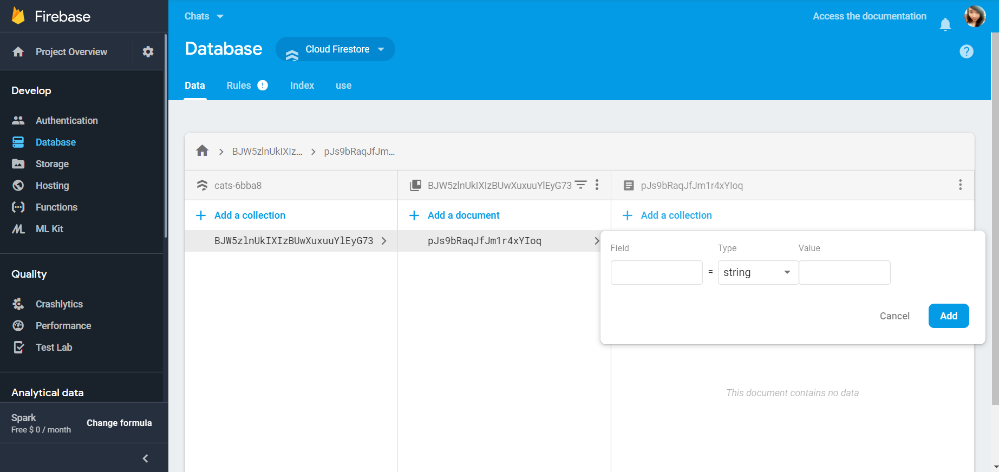 Firebase
Project Overview
Develop
Authentication
Database
Storage
Hosting
Functions
ML Kit
Quality
Crashlytics
Performance
Test Lab
Analytical data
Spark
Free $ 0 / month
Change formula
Chats
Access the documentation
Database
Cloud Firestore
Data Rules ! Index use
BJW5zlnUkIXIz... pJs9bRaqJfJm...
cats-6bba8
BJW5zlnUkIXIzBUwXuxuuYlEyG73
pJs9bRaqJfJm1r4xYIoq
+ Add a collection
+ Add a document
+ Add a collection
BJW5zlnUkIXIzBUwXuxuuYlEyG73
pJs9bRaqJfJm1r4xYIoq
Field Type Value
= string
Cancel Add
This document contains no data